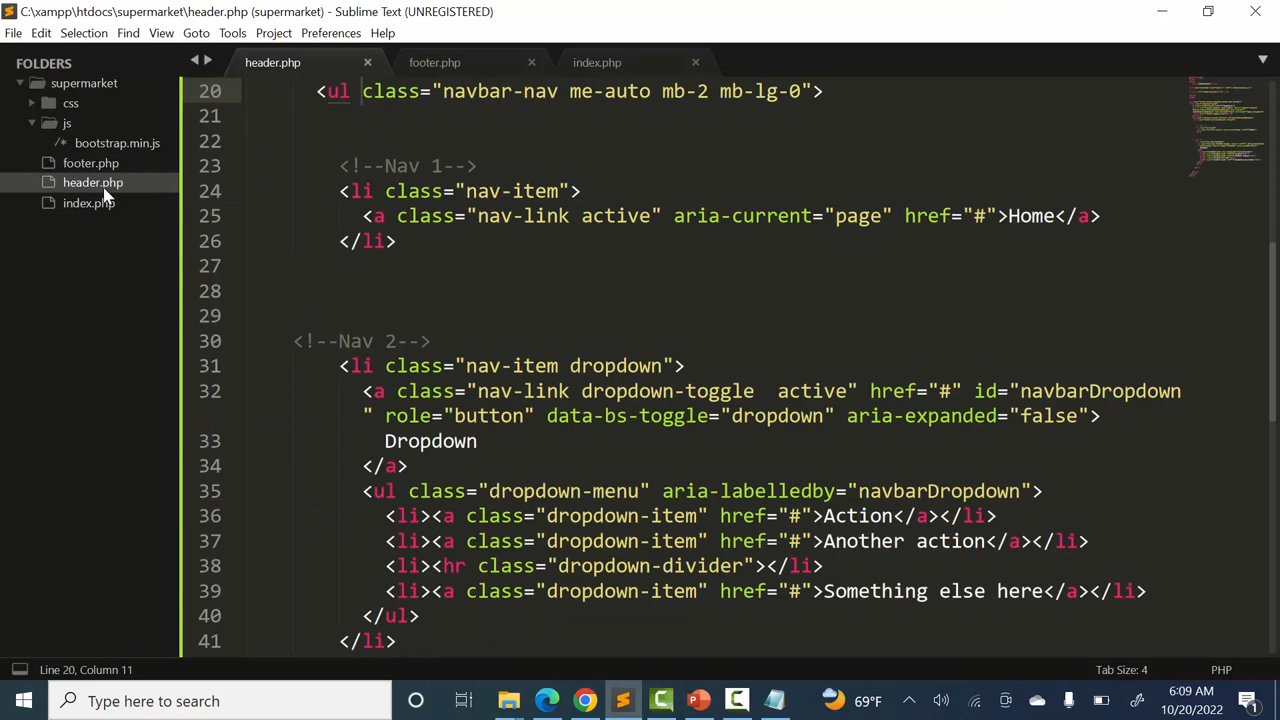 C:\xampp\htdocs\supermarket\header.php (supermarket) - Sublime Text (UNREGISTERED)
File Edit Selection Find View Goto Tools Project Preferences Help
FOLDERS
supermarket
css
js
/* bootstrap.min.js
footer.php
header.php
index.php
header.php × footer.php × index.php ×
20 <ul class="navbar-nav me-auto mb-2 mb-lg-0">
21
22
23 <!--Nav 1-->
24 <li class="nav-item">
25 <a class="nav-link active" aria-current="page" href="#">Home</a>
26 </li>
27
28
29
30 <!--Nav 2-->
31 <li class="nav-item dropdown">
32 <a class="nav-link dropdown-toggle  active" href="#" id="navbarDropdown
" role="button" data-bs-toggle="dropdown" aria-expanded="false">
33 Dropdown
34 </a>
35 <ul class="dropdown-menu" aria-labelledby="navbarDropdown">
36 <li><a class="dropdown-item" href="#">Action</a></li>
37 <li><a class="dropdown-item" href="#">Another action</a></li>
38 <li><hr class="dropdown-divider"></li>
39 <li><a class="dropdown-item" href="#">Something else here</a></li>
40 </ul>
41 </li>
Line 20, Column 11
Tab Size: 4
PHP
Type here to search
69°F
6:09 AM
10/20/2022
1